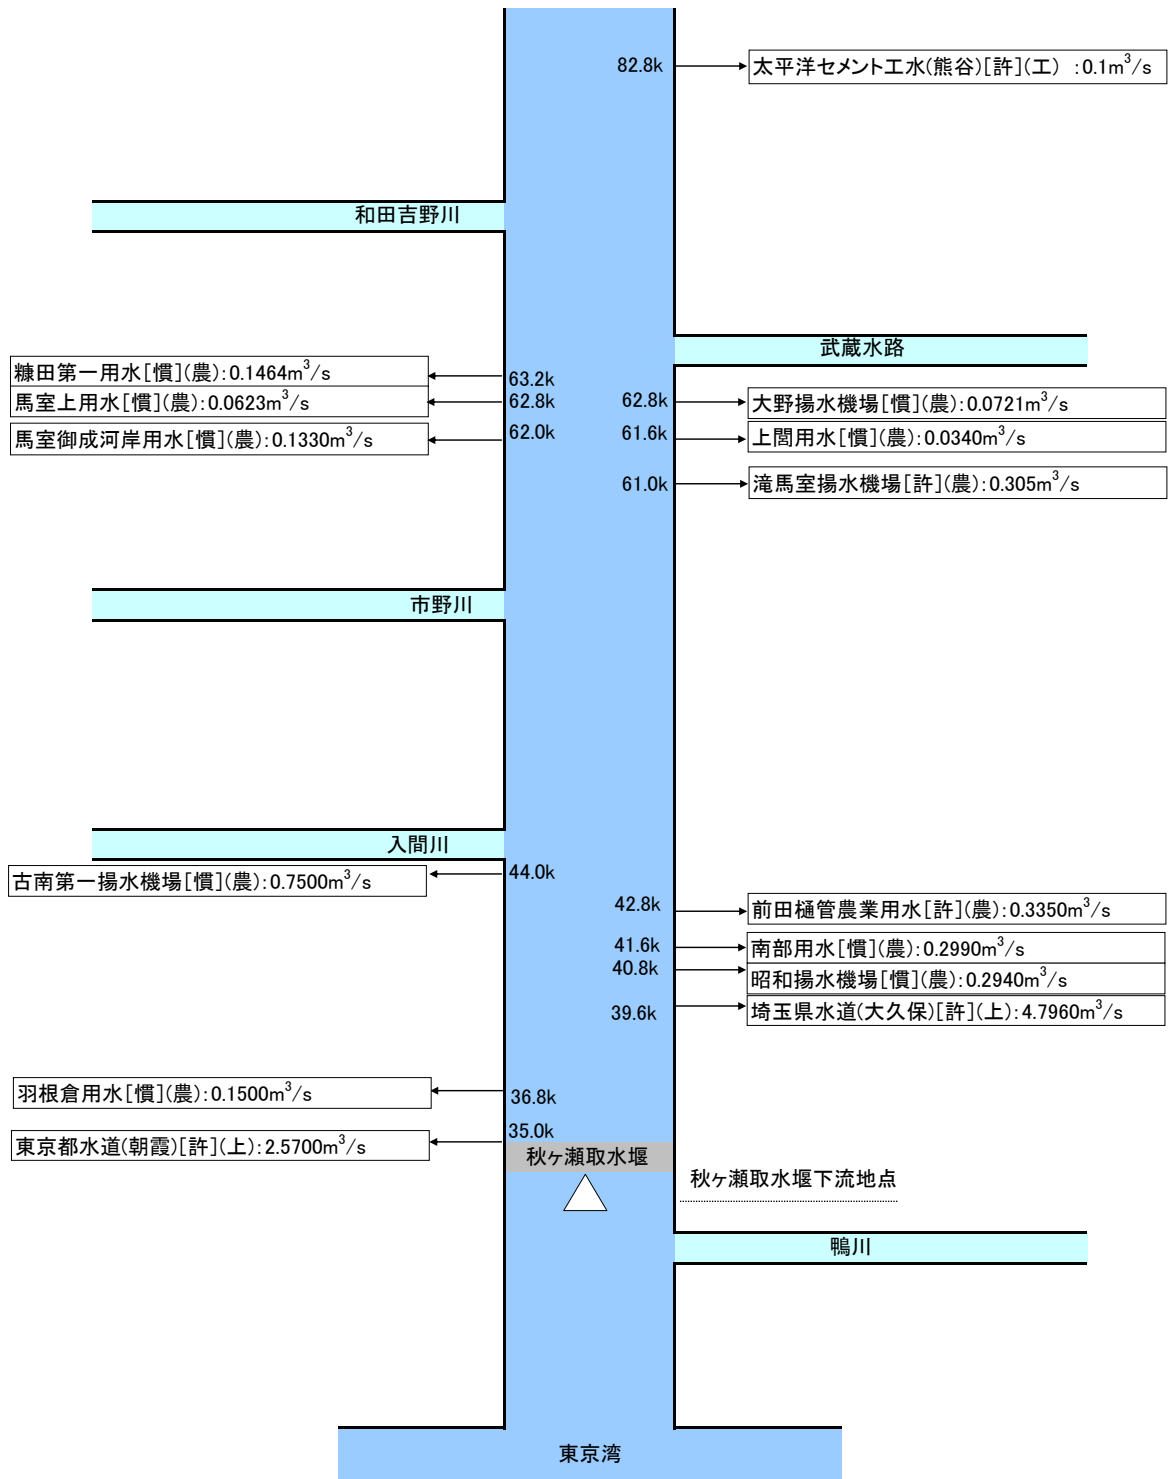 82.8k
太平洋セメント工水(熊谷)[許](工) :0.1m³/s
和田吉野川
武蔵水路
糠田第一用水[慣](農):0.1464m³/s
63.2k
馬室上用水[慣](農):0.0623m³/s
62.8k
62.8k
大野揚水機場[慣](農):0.0721m³/s
馬室御成河岸用水[慣](農):0.1330m³/s
62.0k
61.6k
上閭用水[慣](農):0.0340m³/s
61.0k
滝馬室揚水機場[許](農):0.305m³/s
市野川
入間川
古南第一揚水機場[慣](農):0.7500m³/s
44.0k
42.8k
前田樋管農業用水[許](農):0.3350m³/s
41.6k
南部用水[慣](農):0.2990m³/s
40.8k
昭和揚水機場[慣](農):0.2940m³/s
39.6k
埼玉県水道(大久保)[許](上):4.7960m³/s
羽根倉用水[慣](農):0.1500m³/s
36.8k
東京都水道(朝霞)[許](上):2.5700m³/s
35.0k
秋ヶ瀬取水堰
秋ヶ瀬取水堰下流地点
鴨川
東京湾